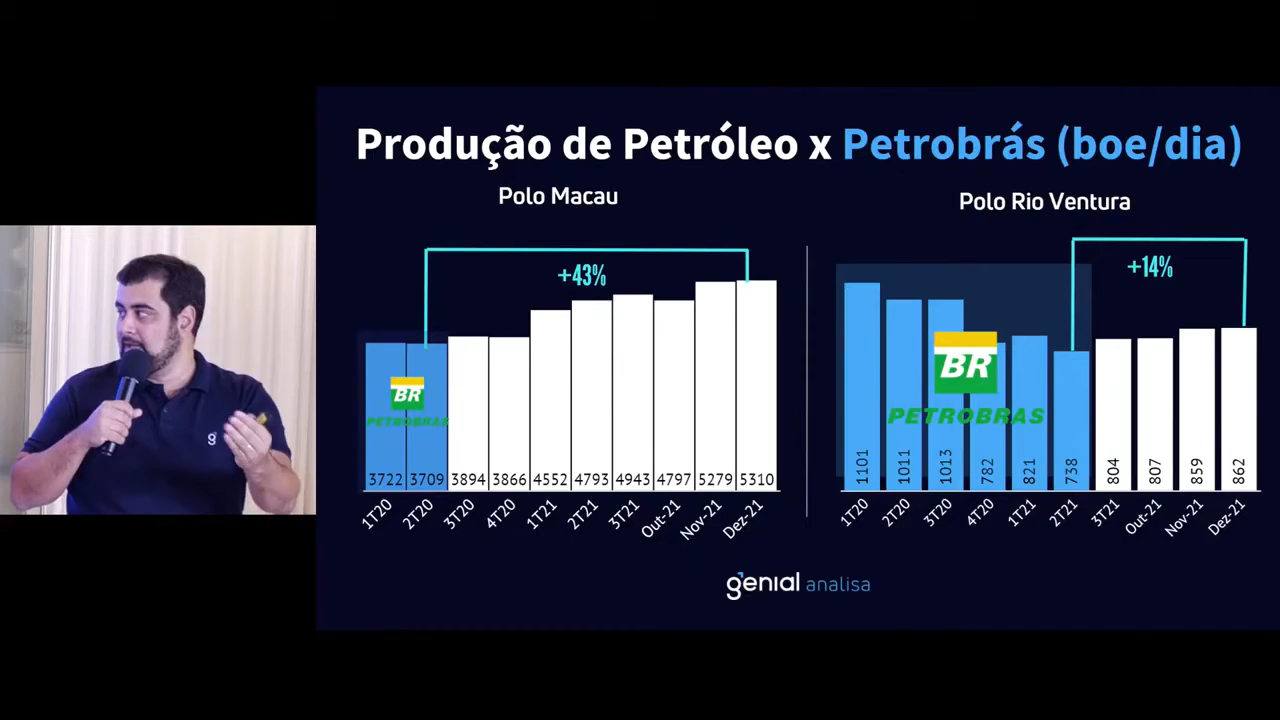 Produção de Petróleo x Petrobrás (boe/dia)
Polo Macau
+43%
BR
PETROBRAS
3722 3709 3894 3866 4552 4793 4943 4797 5279 5310
1T20 2T20 3T20 4T20 1T21 2T21 3T21 Out-21 Nov-21 Dez-21
Polo Rio Ventura
+14%
BR
PETROBRAS
1101 1011 1013 782 821 738 804 807 859 862
1T20 2T20 3T20 4T20 1T21 2T21 3T21 Out-21 Nov-21 Dez-21
genial analisa
g